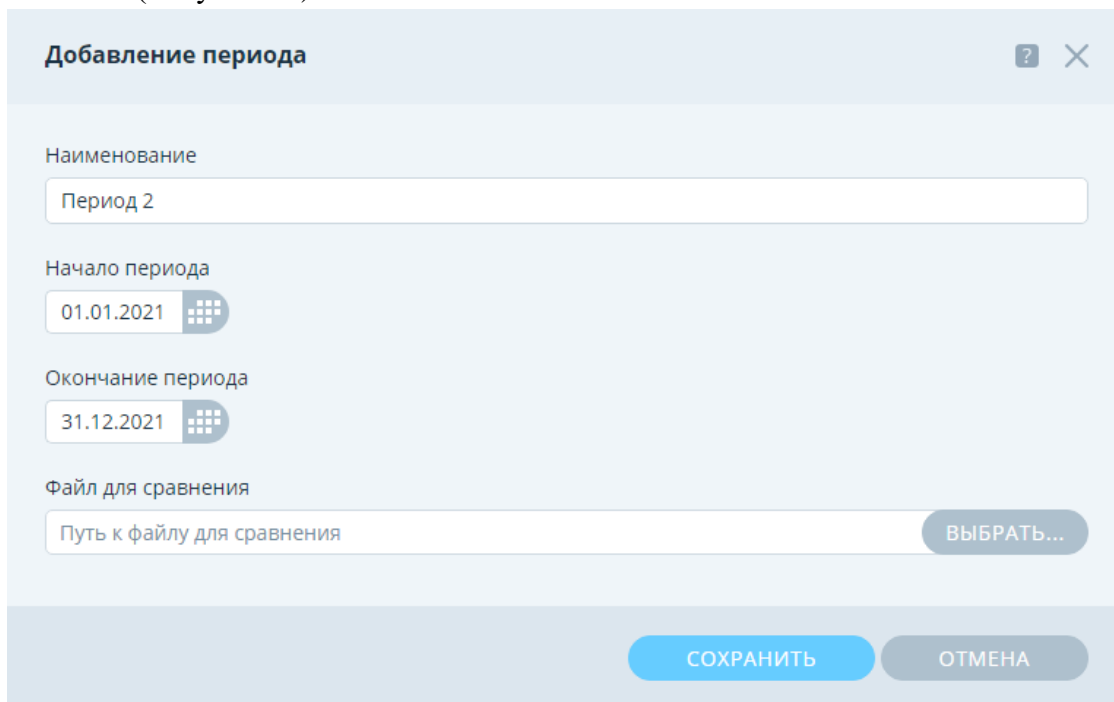 Добавление периода
?
Наименование
Период 2
Начало периода
01.01.2021
Окончание периода
31.12.2021
Файл для сравнения
Путь к файлу для сравнения
ВЫБРАТЬ...
СОХРАНИТЬ
ОТМЕНА